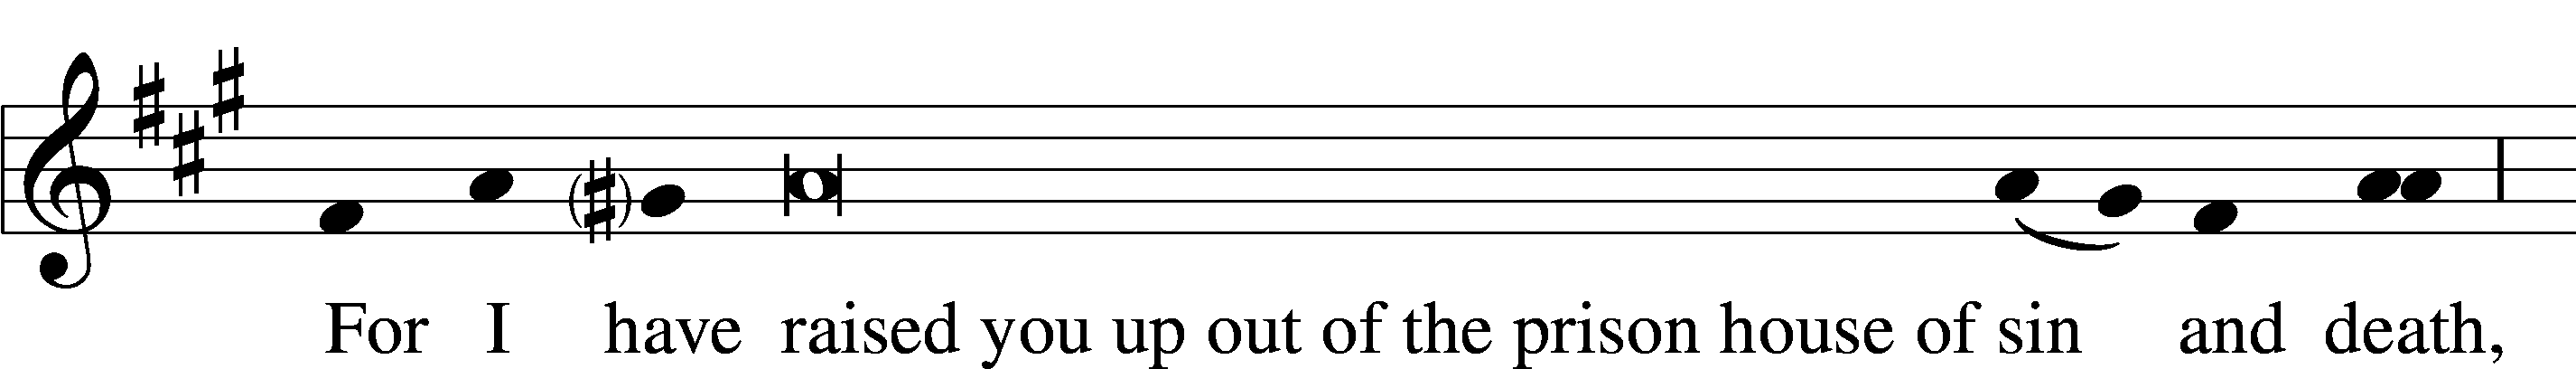 For I have raised you up out of the prison house of sin and death,